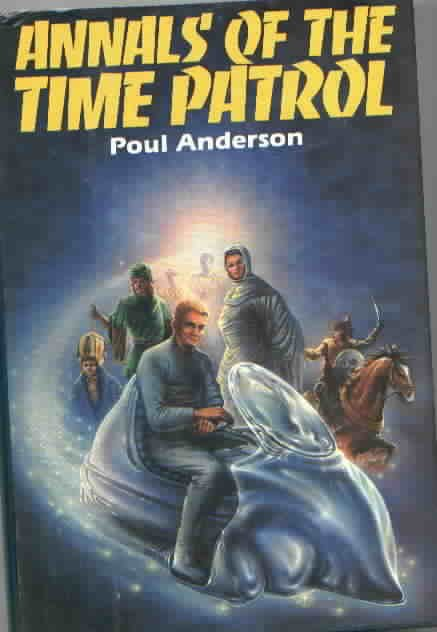 ANNALS OF THE
TIME PATROL
Poul Anderson